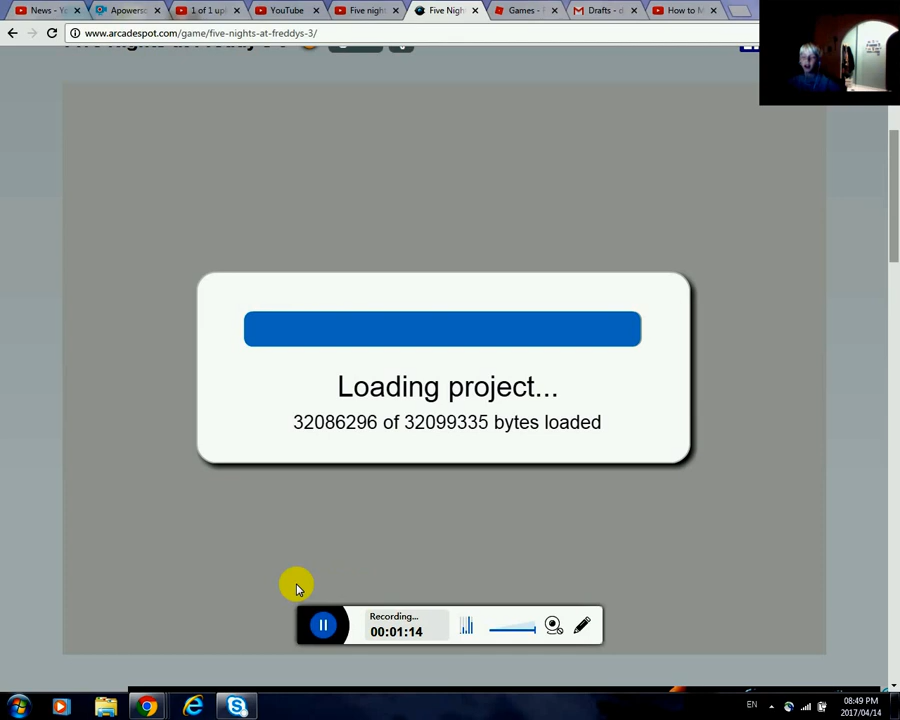 News - Ya
Apowers
1 of 1 upl
YouTube
Five night
Five Nigh
Games -
Drafts - d
How to M
www.arcadespot.com/game/five-nights-at-freddys-3/
Loading project...
32086296 of 32099335 bytes loaded
Recording...
00:01:14
EN
08:49 PM
2017/04/14